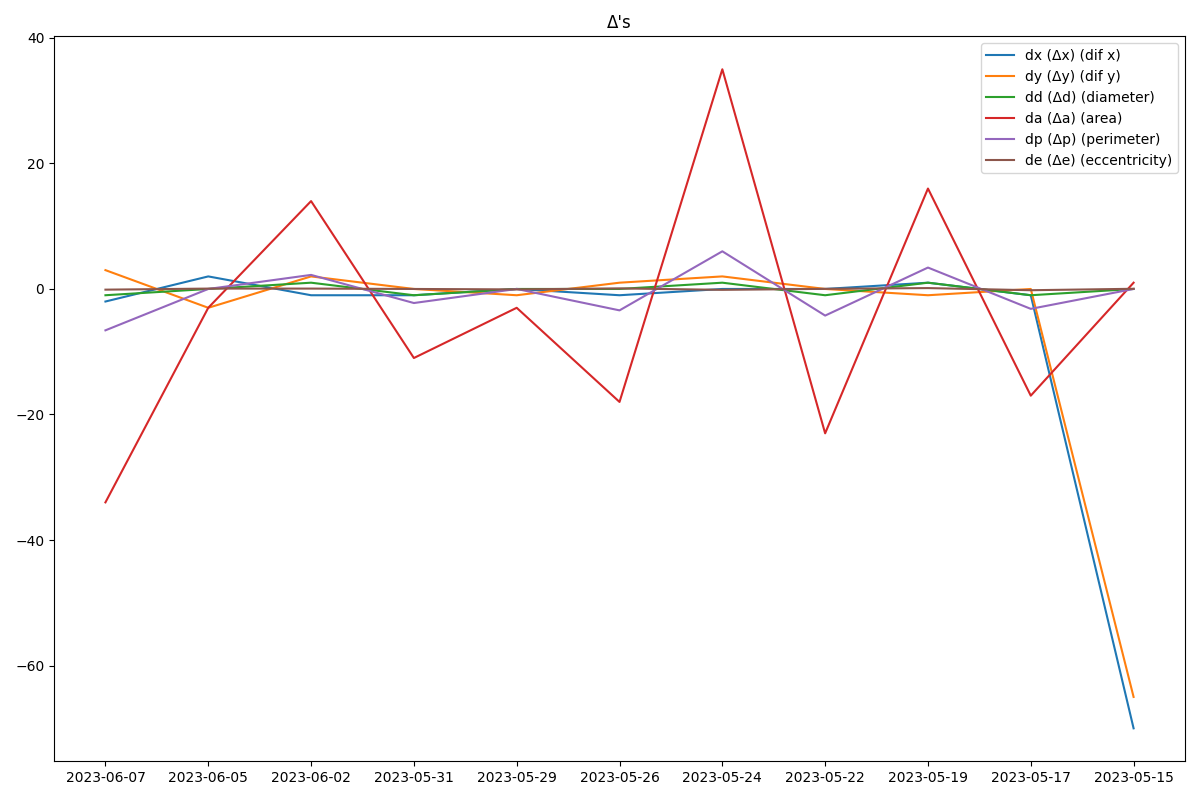 Δ's
dx (Δx) (dif x)
dy (Δy) (dif y)
dd (Δd) (diameter)
da (Δa) (area)
dp (Δp) (perimeter)
de (Δe) (eccentricity)
40
20
0
−20
−40
−60
2023-06-07 2023-06-05 2023-06-02 2023-05-31 2023-05-29 2023-05-26 2023-05-24 2023-05-22 2023-05-19 2023-05-17 2023-05-15